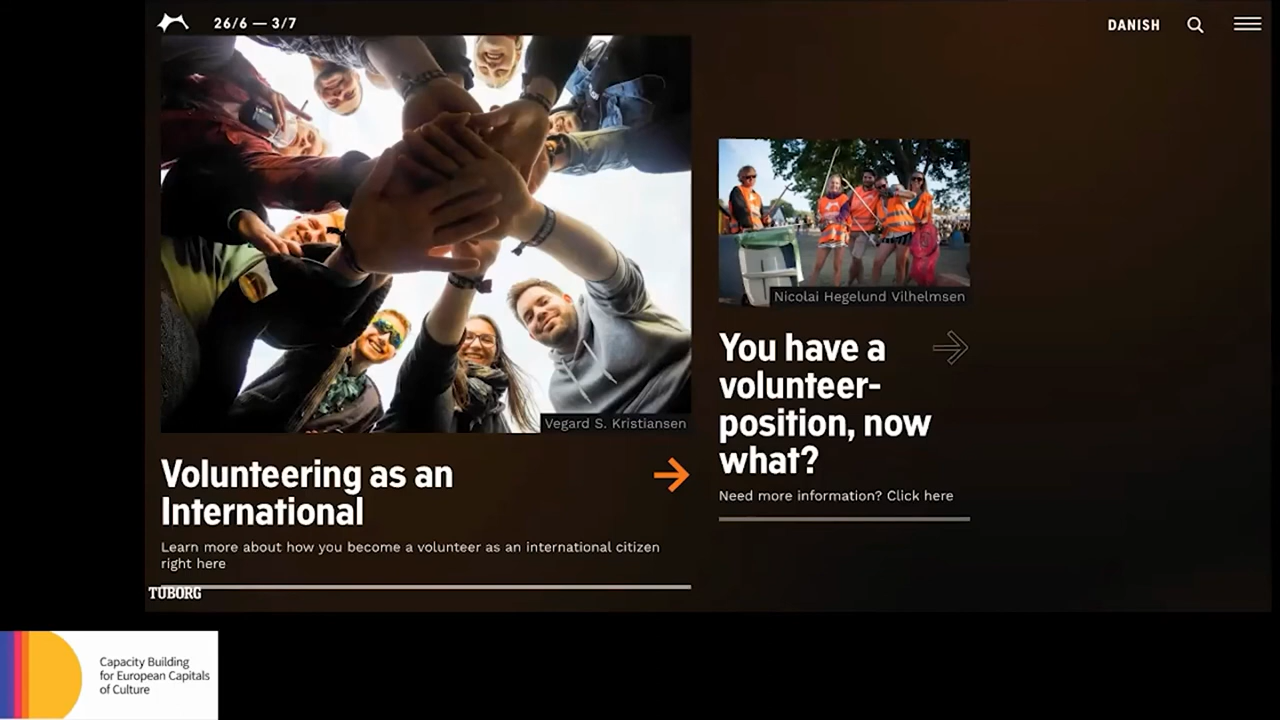 26/6 — 3/7
DANISH
Vegard S. Kristiansen
Volunteering as an
International
Learn more about how you become a volunteer as an international citizen
right here
Nicolai Hegelund Vilhelmsen
You have a
volunteer-
position, now
what?
Need more information? Click here
TUBORG
Capacity Building
for European Capitals
of Culture